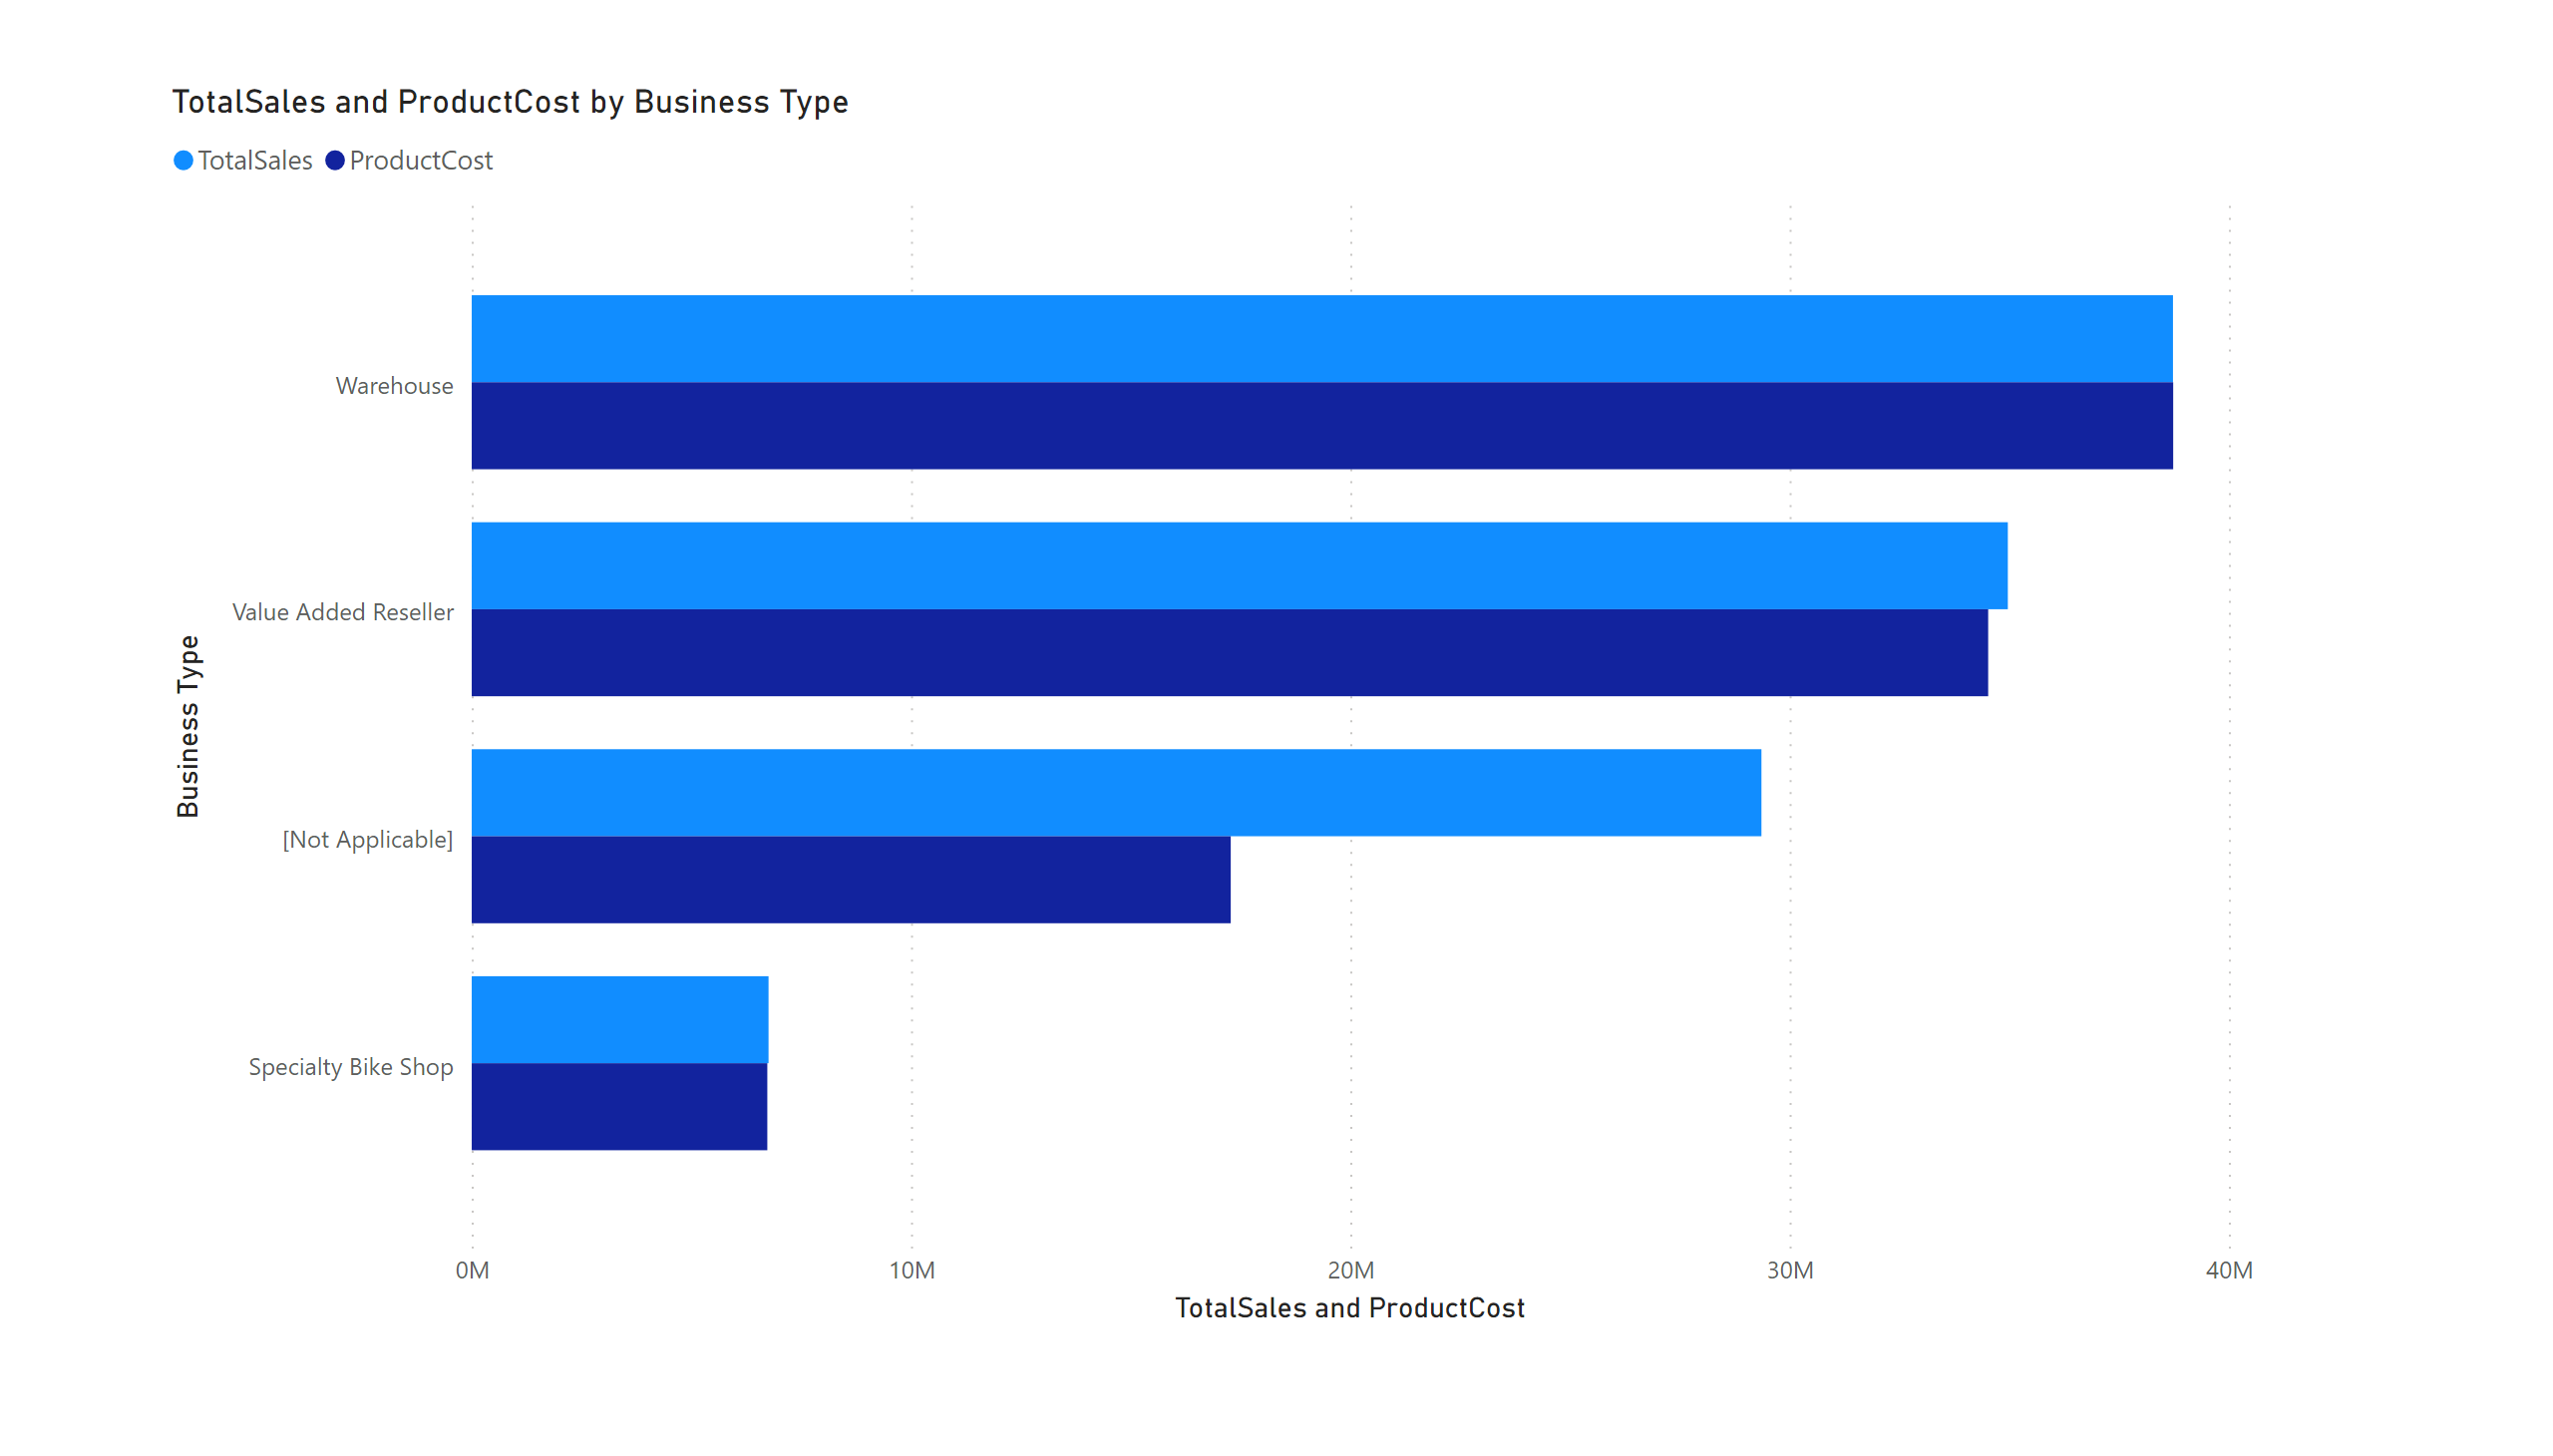 TotalSales and ProductCost by Business Type
TotalSales ProductCost
Business Type
Warehouse
Value Added Reseller
[Not Applicable]
Specialty Bike Shop
0M 10M 20M 30M 40M
TotalSales and ProductCost